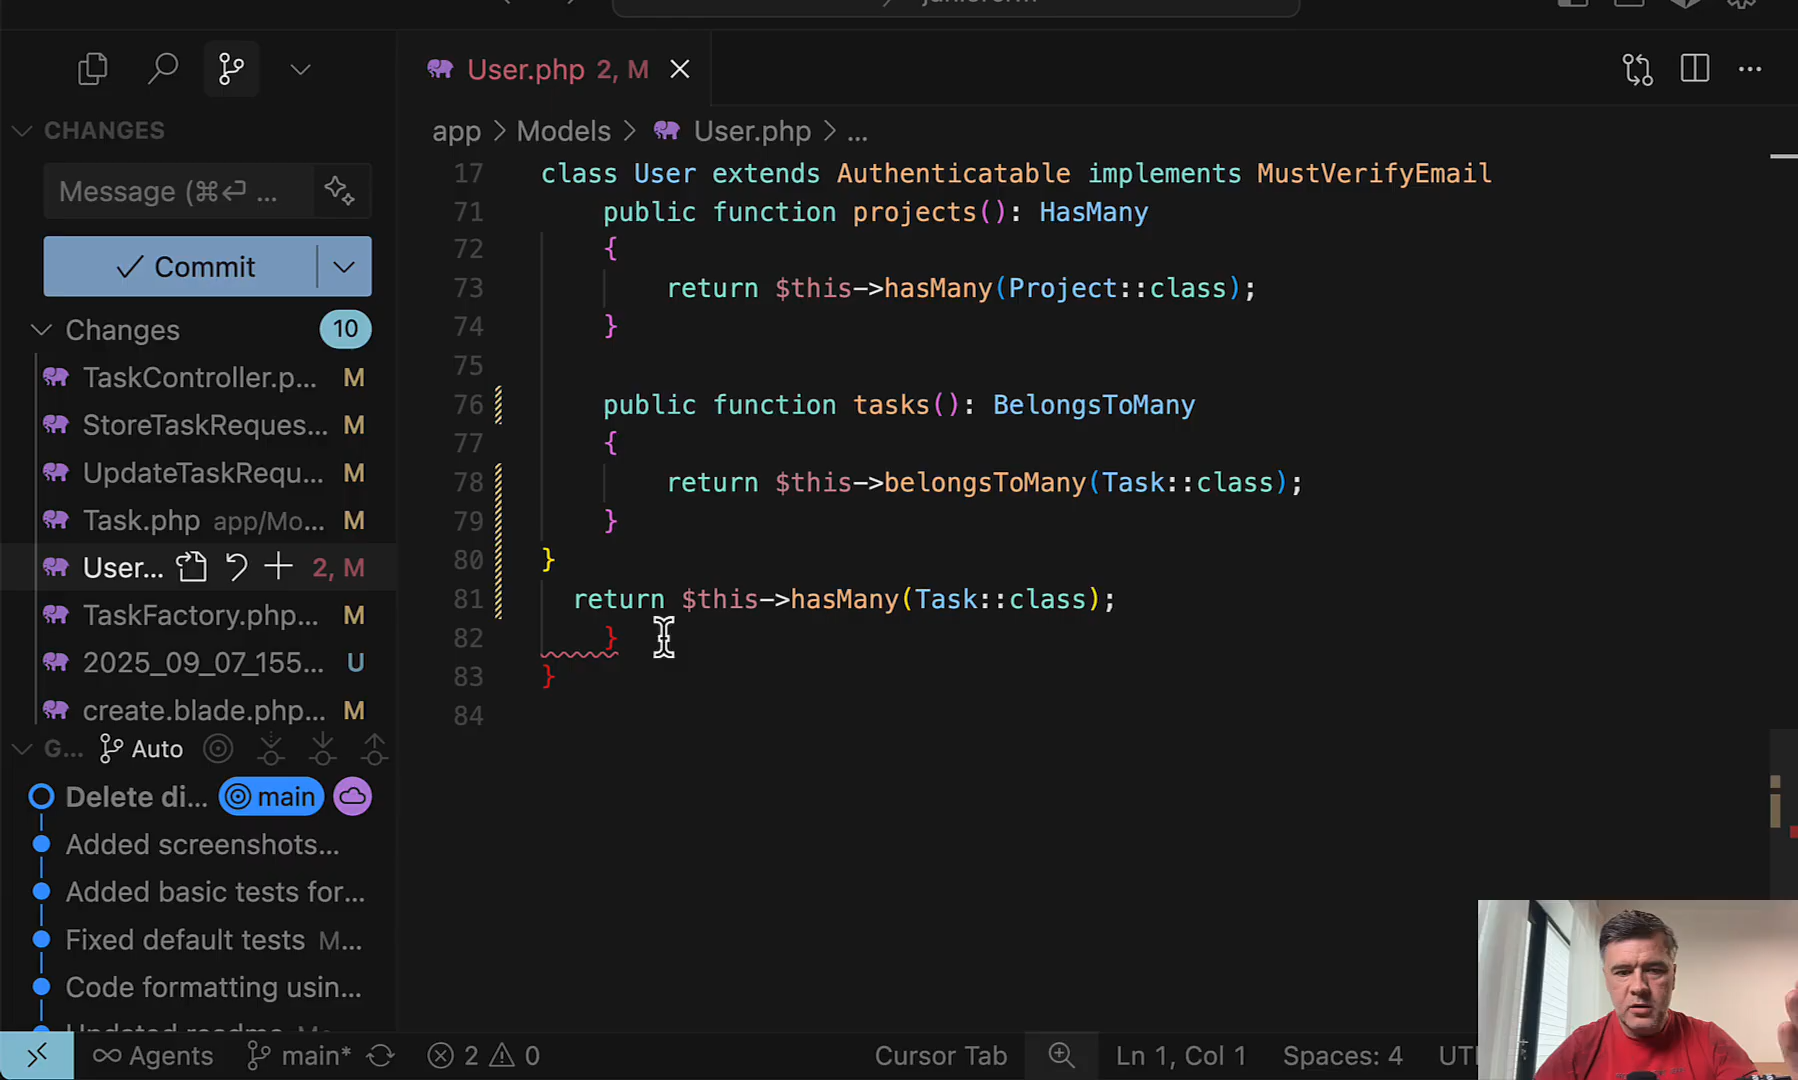 User.php 2, M
CHANGES
Message (⌘⏎ ...
Commit
Changes 10
TaskController.p... M
StoreTaskReques... M
UpdateTaskRequ... M
Task.php app/Mo... M
User... 2, M
TaskFactory.php... M
2025_09_07_155... U
create.blade.php... M
G... Auto
Delete di... main
Added screenshots...
Added basic tests for...
Fixed default tests M...
Code formatting usin...
Updated readme Mo...
app > Models > User.php > ...
17 class User extends Authenticatable implements MustVerifyEmail
71 public function projects(): HasMany
72 {
73 return $this->hasMany(Project::class);
74 }
75
76 public function tasks(): BelongsToMany
77 {
78 return $this->belongsToMany(Task::class);
79 }
80 }
81 return $this->hasMany(Task::class);
82 }
83 }
84
Agents main* 2 0 Cursor Tab Ln 1, Col 1 Spaces: 4